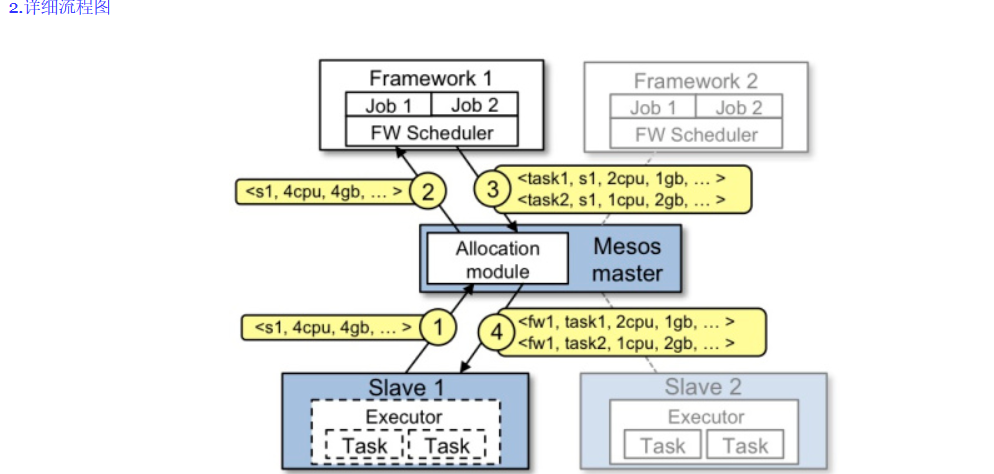 2.详细流程图
Framework 1
Job 1 Job 2
FW Scheduler
Framework 2
Job 1 Job 2
FW Scheduler
<s1, 4cpu, 4gb, ... >
2
3
<task1, s1, 2cpu, 1gb, ... >
<task2, s1, 1cpu, 2gb, ... >
Allocation
module
Mesos
master
<s1, 4cpu, 4gb, ... >
1
4
<fw1, task1, 2cpu, 1gb, ... >
<fw1, task2, 1cpu, 2gb, ... >
Slave 1
Executor
Task Task
Slave 2
Executor
Task Task